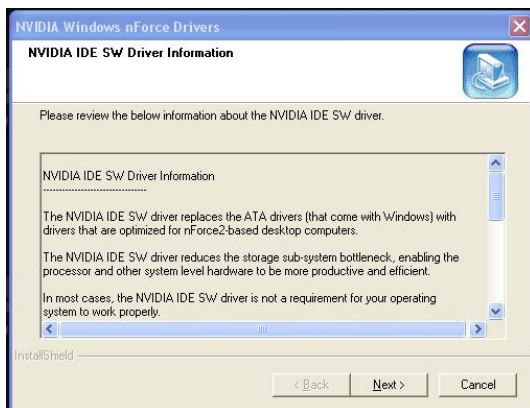 NVIDIA Windows nForce Drivers
NVIDIA IDE SW Driver Information
Please review the below information about the NVIDIA IDE SW driver.
NVIDIA IDE SW Driver Information
--------------------------------
The NVIDIA IDE SW driver replaces the ATA drivers (that come with Windows) with
drivers that are optimized for nForce2-based desktop computers.
The NVIDIA IDE SW driver reduces the storage sub-system bottleneck, enabling the
processor and other system level hardware to be more productive and efficient.
In most cases, the NVIDIA IDE SW driver is not a requirement for your operating
system to work properly.
InstallShield
< Back
Next >
Cancel